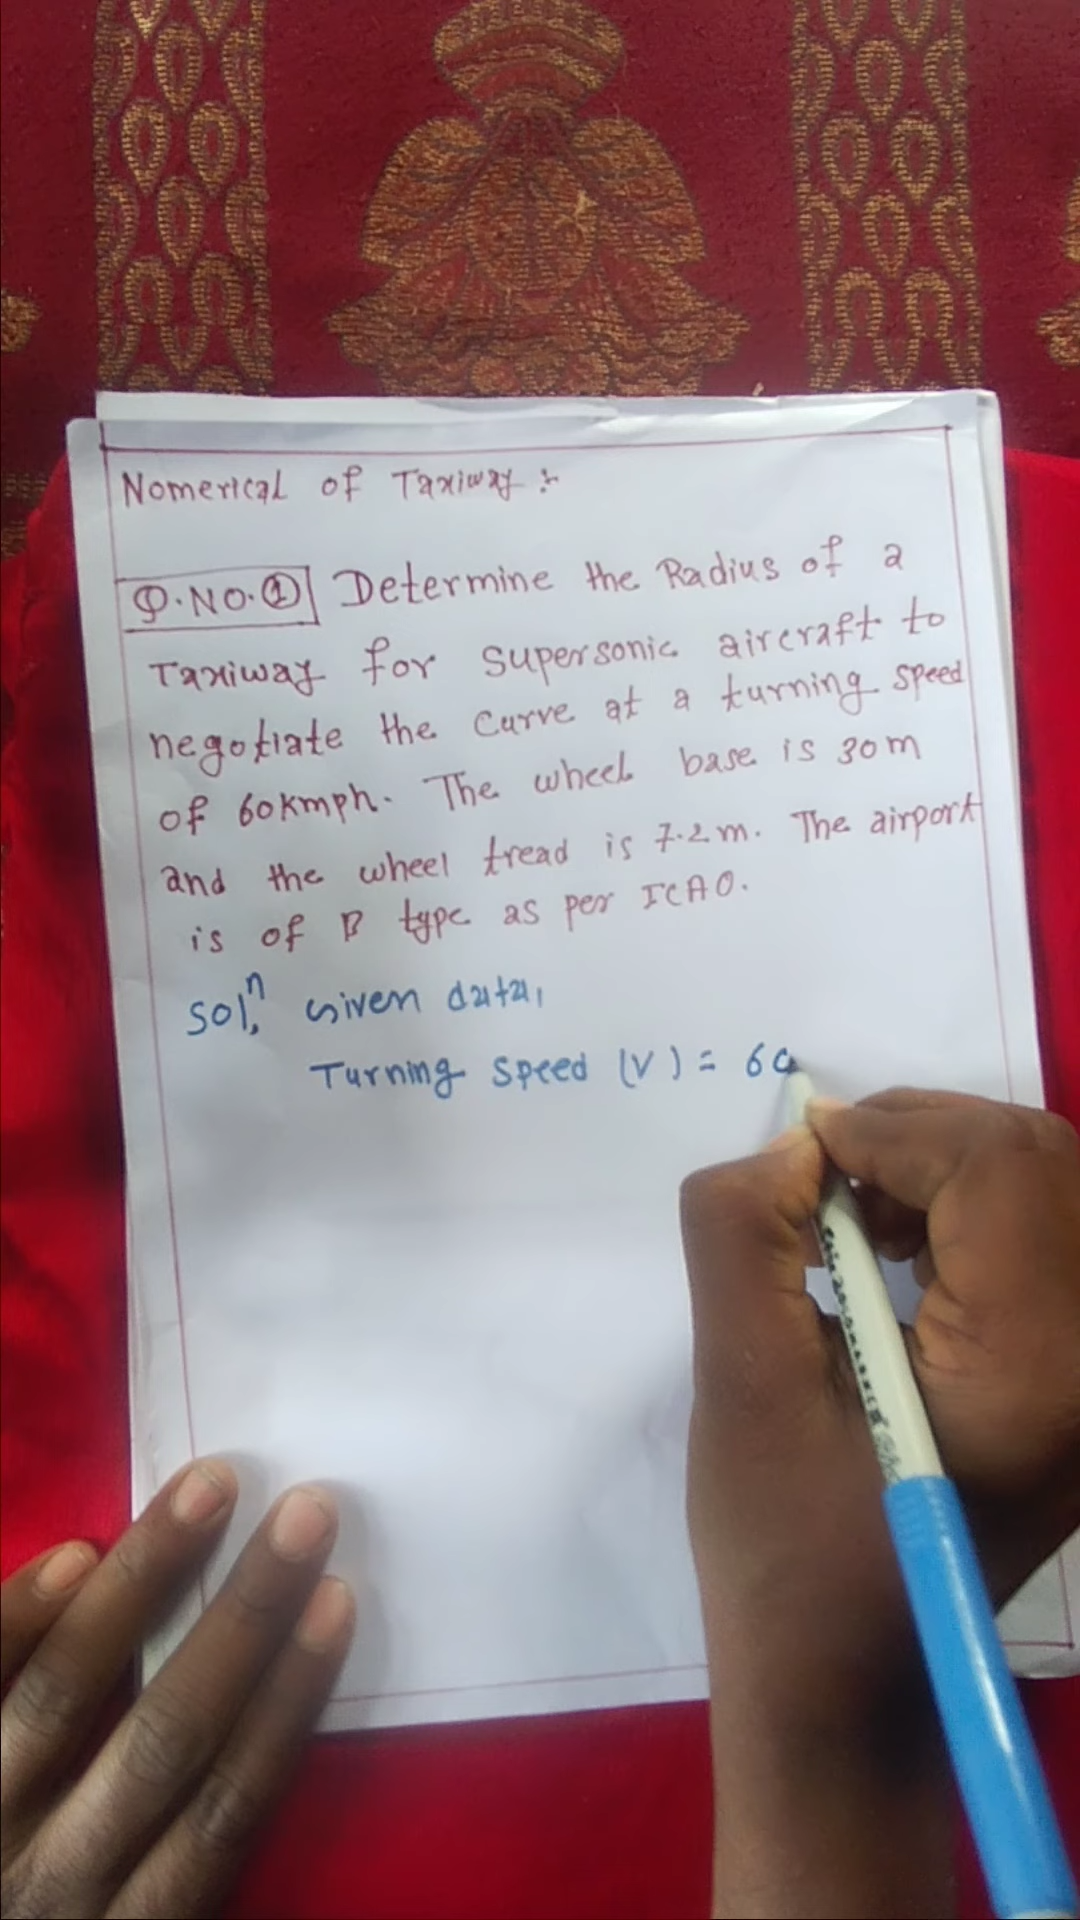 Nomerical of Taxiway :-
Q.NO.① Determine the Radius of a
Taxiway for supersonic aircraft to
negotiate the curve at a turning speed
of 60kmph. The wheel base is 30m
and the wheel tread is 7.2m. The airport
is of B type as per ICAO.
Solⁿ, Given data,
Turning Speed (V) = 60